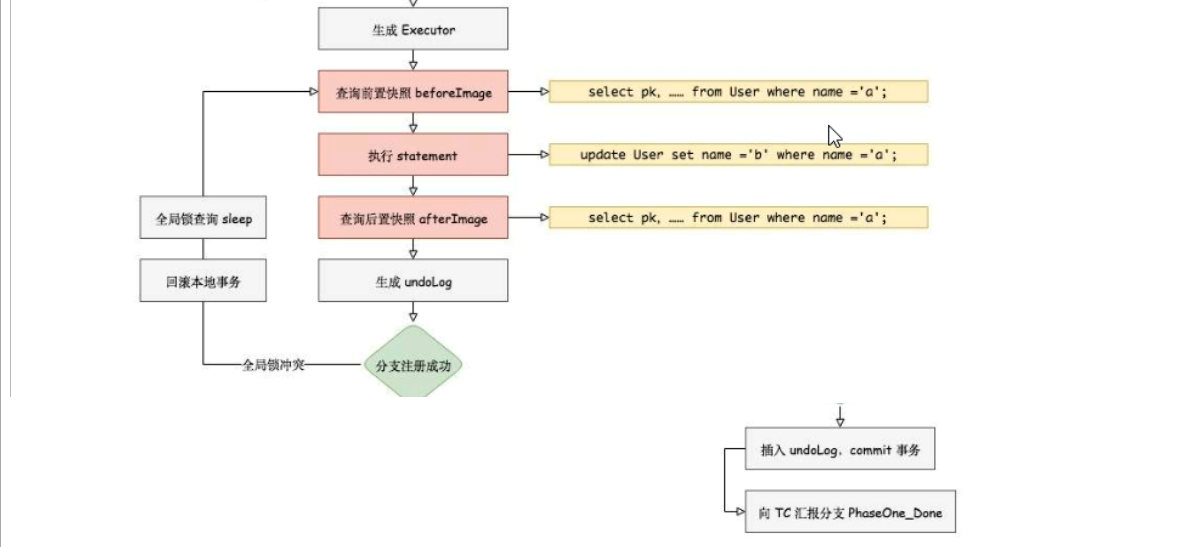 生成 Executor
查询前置快照 beforeImage
select pk, …… from User where name ='a';
执行 statement
update User set name ='b' where name ='a';
全局锁查询 sleep
查询后置快照 afterImage
select pk, …… from User where name ='a';
回滚本地事务
生成 undoLog
全局锁冲突
分支注册成功
插入 undoLog, commit 事务
向 TC 汇报分支 PhaseOne_Done